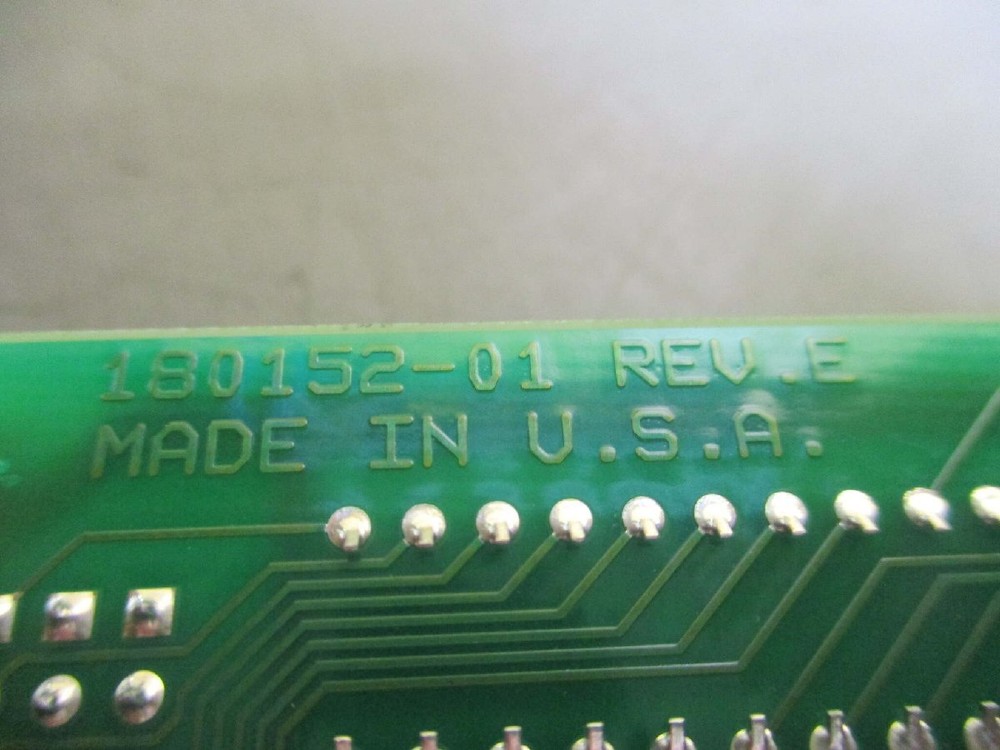 180152-01 REV.E
MADE IN U.S.A.